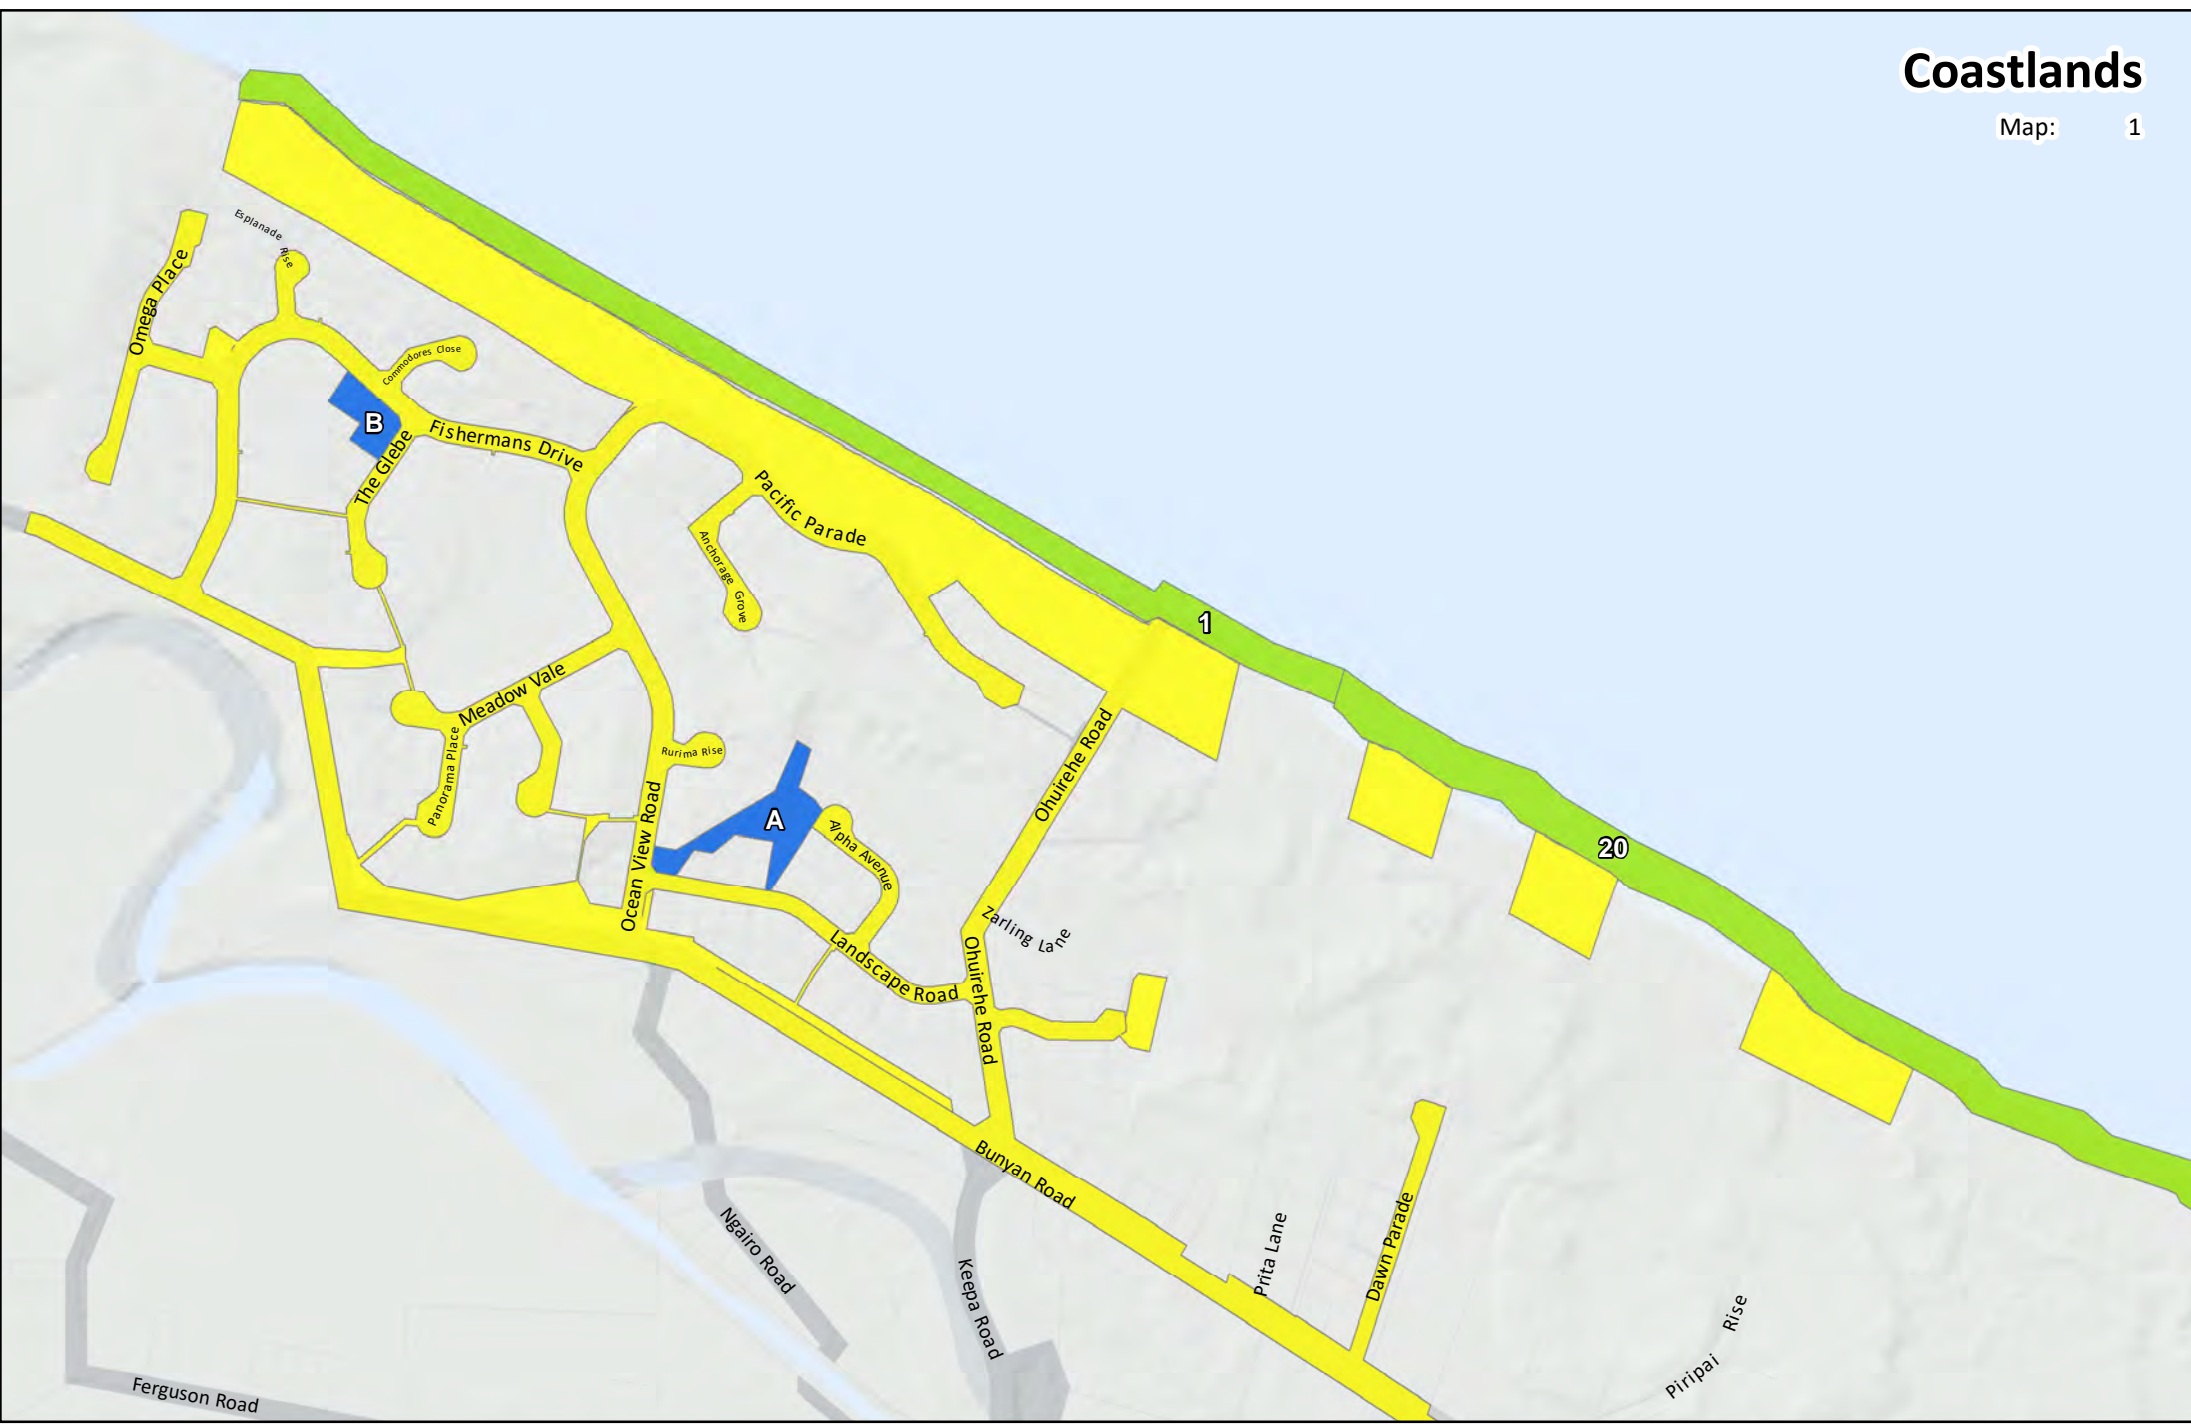 Coastlands
Map: 1
Esplanade Rise
Omega Place
Commodores Close
B
Fishermans Drive
The Glebe
Pacific Parade
Anchorage Grove
1
Meadow Vale
Panorama Place
Rurima Rise
Ohuirehe Road
Ocean View Road
A
Alpha Avenue
20
Zarling Lane
Landscape Road
Ohuirehe Road
Bunyan Road
Ngairo Road
Keepa Road
Prita Lane
Dawn Parade
Piripai Rise
Ferguson Road